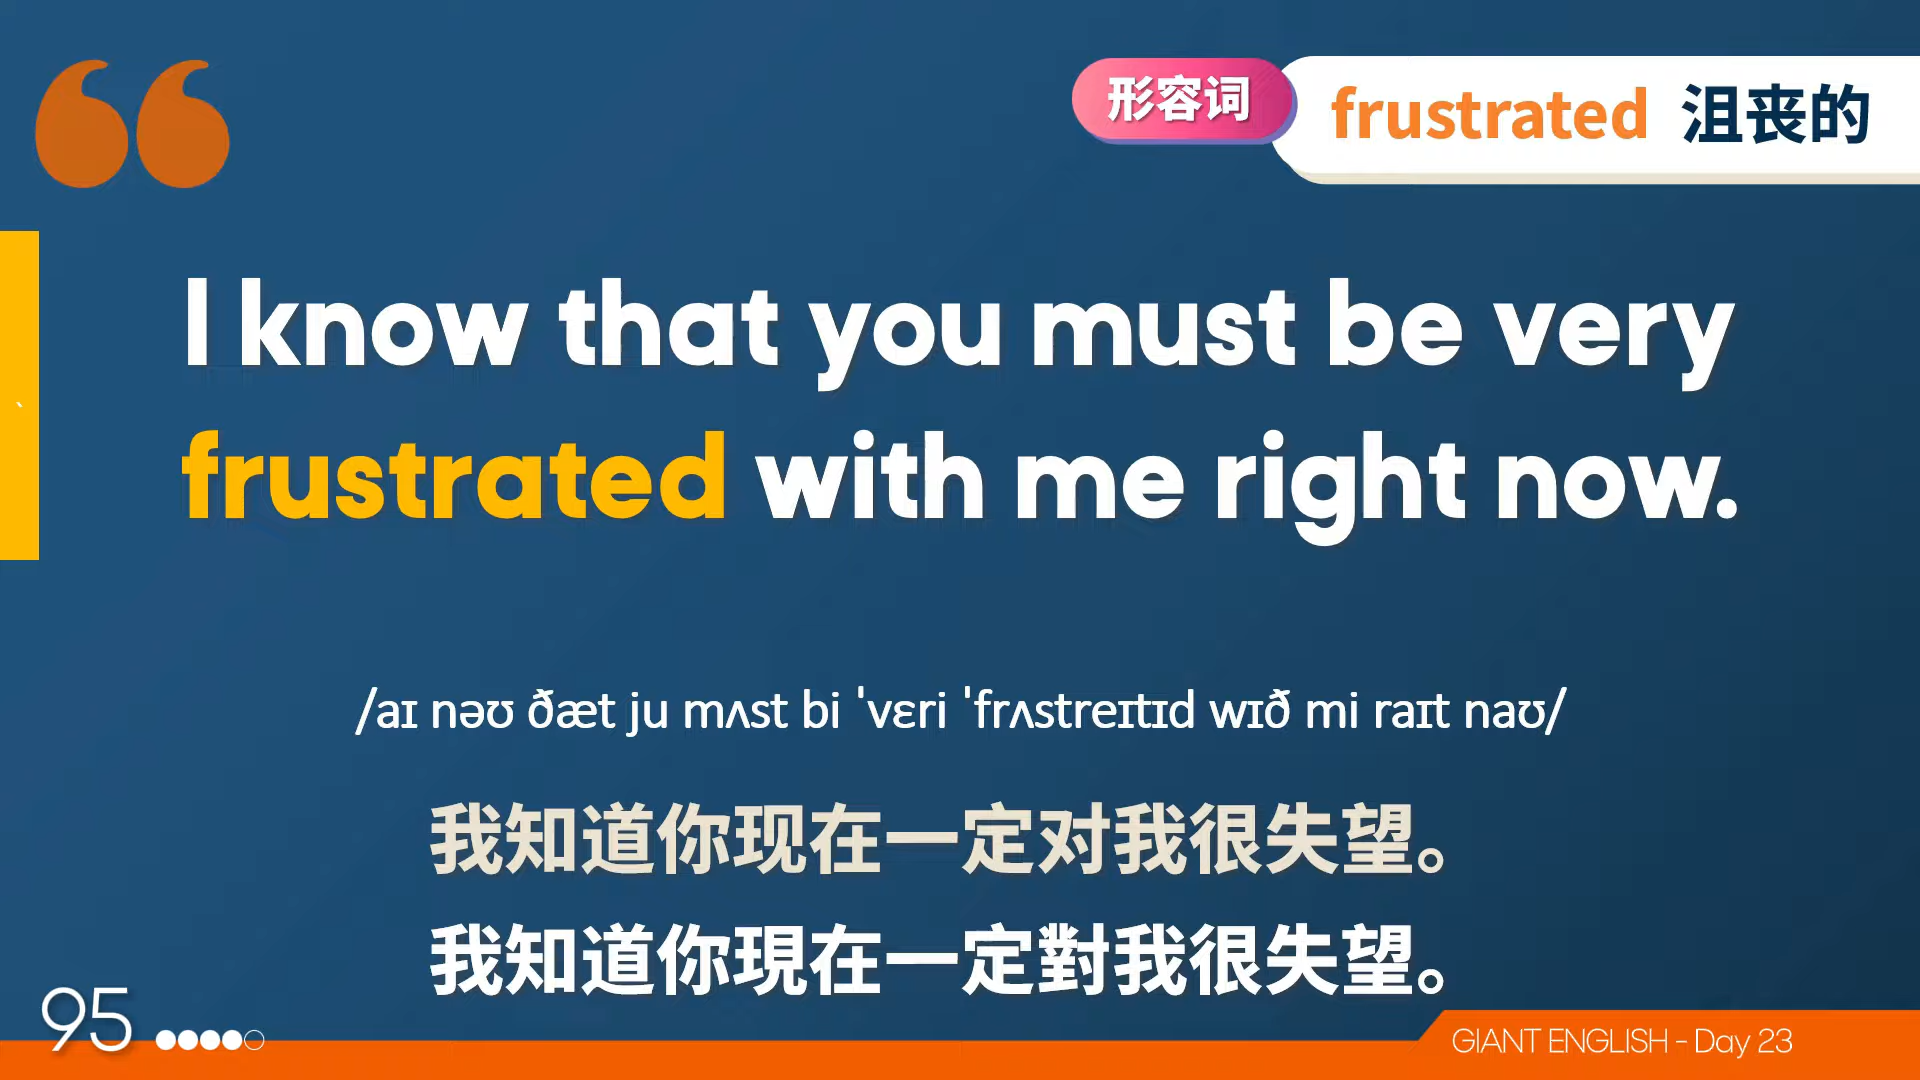 形容词 frustrated 沮丧的
I know that you must be very
frustrated with me right now.
/aɪ nəʊ ðæt ju mʌst bi ˈvɛri ˈfrʌstreɪtɪd wɪð mi raɪt naʊ/
我知道你现在一定对我很失望。
我知道你現在一定對我很失望。
95
GIANT ENGLISH - Day 23